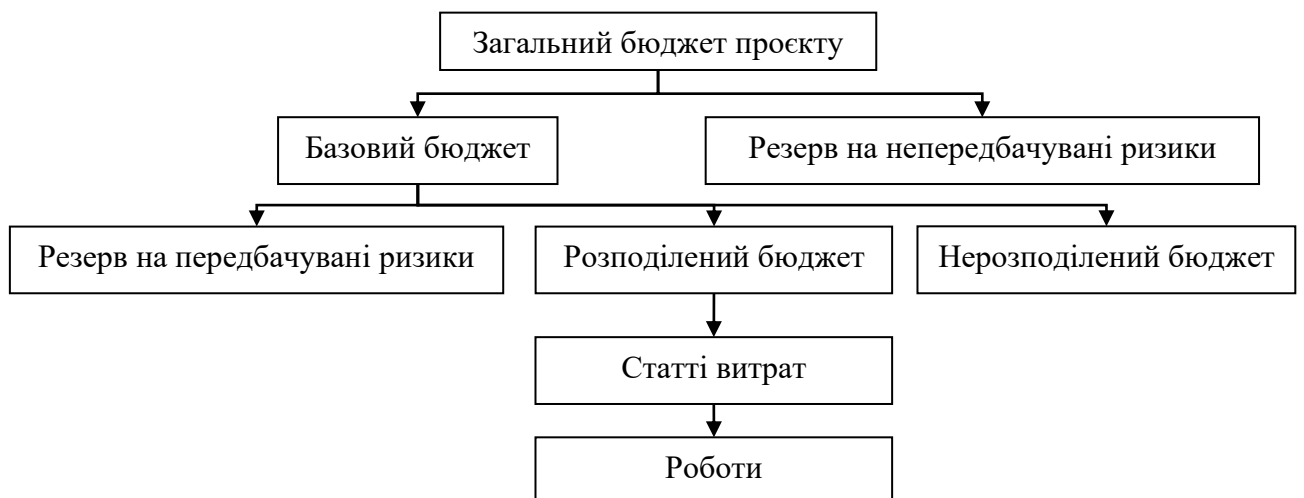 Загальний бюджет проєкту
Базовий бюджет
Резерв на непередбачувані ризики
Резерв на передбачувані ризики
Розподілений бюджет
Нерозподілений бюджет
Статті витрат
Роботи